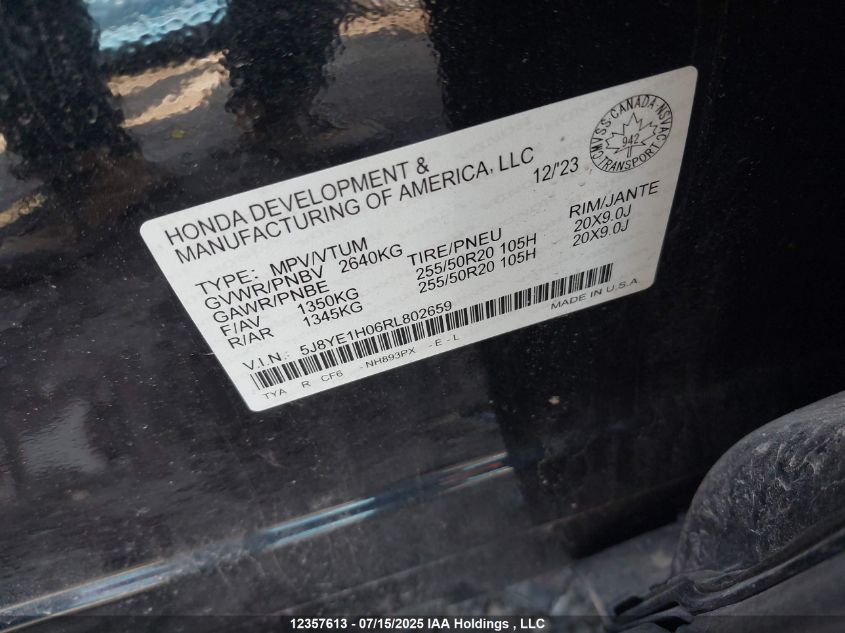 HONDA DEVELOPMENT &
MANUFACTURING OF AMERICA, LLC 12/'23
CMVSS·CANADA·NSVAC
942
TRANSPORT
TYPE: MPV/VTUM
GVWR/PNBV 2640KG
GAWR/PNBE TIRE/PNEU RIM/JANTE
F/AV 1350KG 255/50R20 105H 20X9.0J
R/AR 1345KG 255/50R20 105H 20X9.0J
V.I.N.: 5J8YE1H06RL802659 MADE IN U.S.A.
TYA R CF6 -NH893PX -E-L
12357613 - 07/15/2025 IAA Holdings , LLC